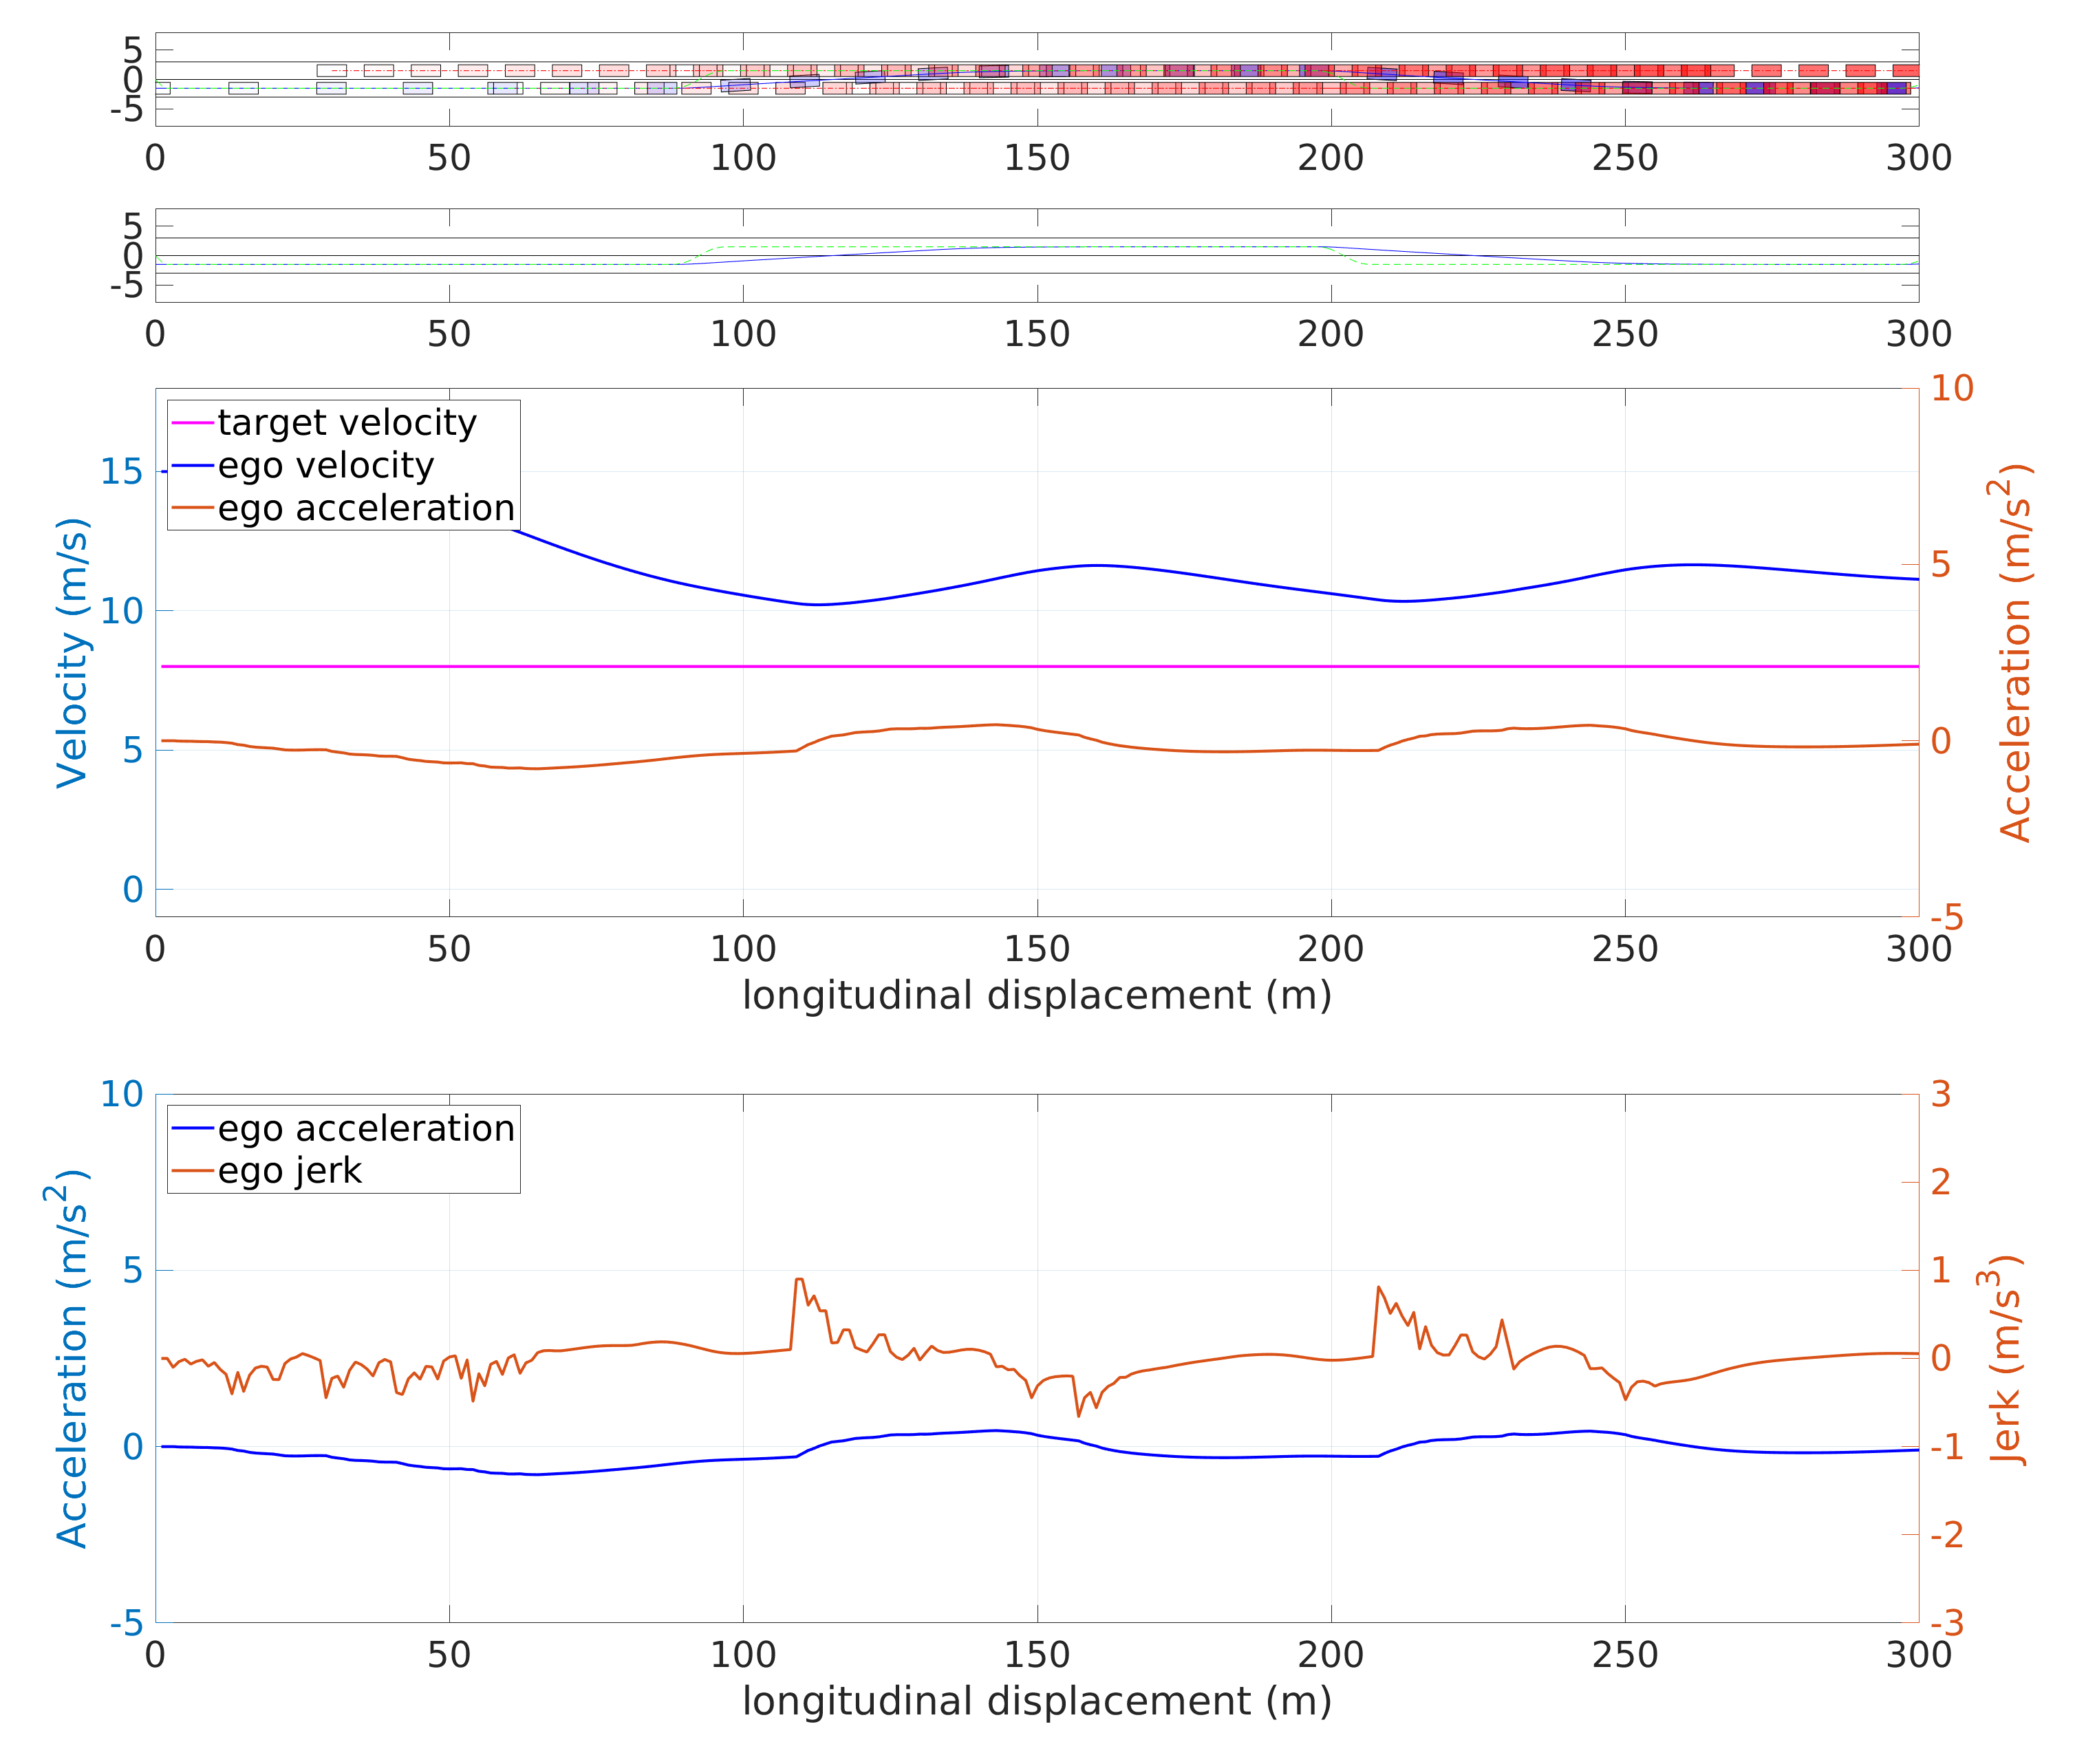 5
0
-5
0 50 100 150 200 250 300
5
0
-5
0 50 100 150 200 250 300
target velocity
ego velocity
ego acceleration
15
10
5
0
Velocity (m/s)
10
5
0
-5
Acceleration (m/s²)
0 50 100 150 200 250 300
longitudinal displacement (m)
ego acceleration
ego jerk
10
5
0
-5
Acceleration (m/s²)
3
2
1
0
-1
-2
-3
Jerk (m/s³)
0 50 100 150 200 250 300
longitudinal displacement (m)